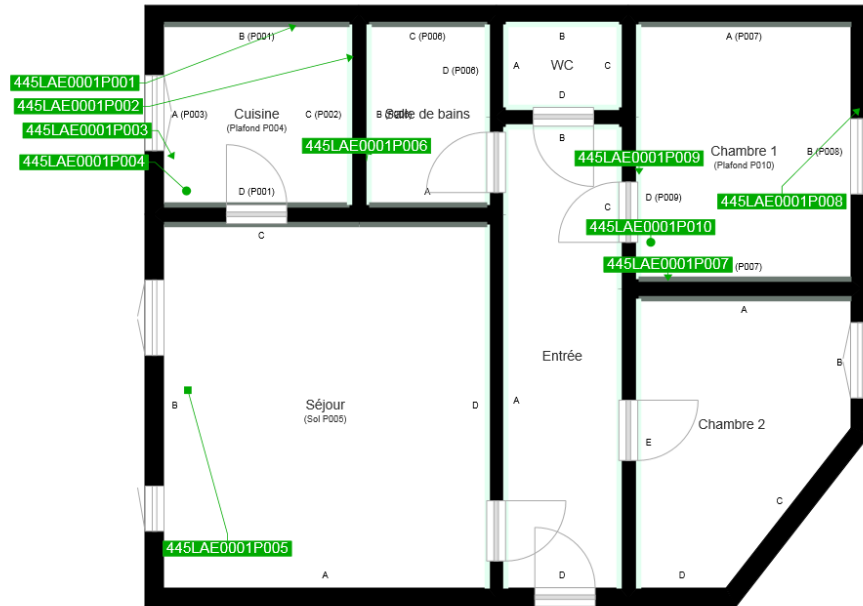 B (P001)
C (P006)
B
A (P007)
445LAE0001P001
A
WC
C
D (P006)
445LAE0001P002
D
A (P003)
Cuisine
(Plafond P004)
C (P002)
Salle de bains
445LAE0001P003
B
445LAE0001P006
445LAE0001P009
Chambre 1
(Plafond P010)
B (P008)
445LAE0001P004
D (P001)
A
C
D (P009)
445LAE0001P008
445LAE0001P010
C
445LAE0001P007
(P007)
A
Entrée
B
Séjour
(Sol P005)
B
D
A
Chambre 2
E
C
445LAE0001P005
A
D
D